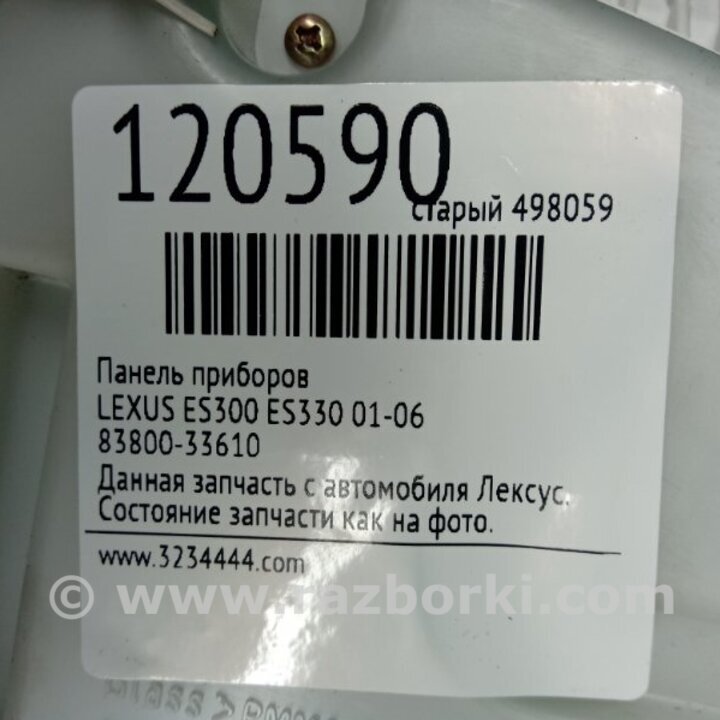 120590
старый 498059
Панель приборов
LEXUS ES300 ES330 01-06
83800-33610
Данная запчасть с автомобиля Лексус.
Состояние запчасти как на фото.
www.3234444.com
© www.razborki.com